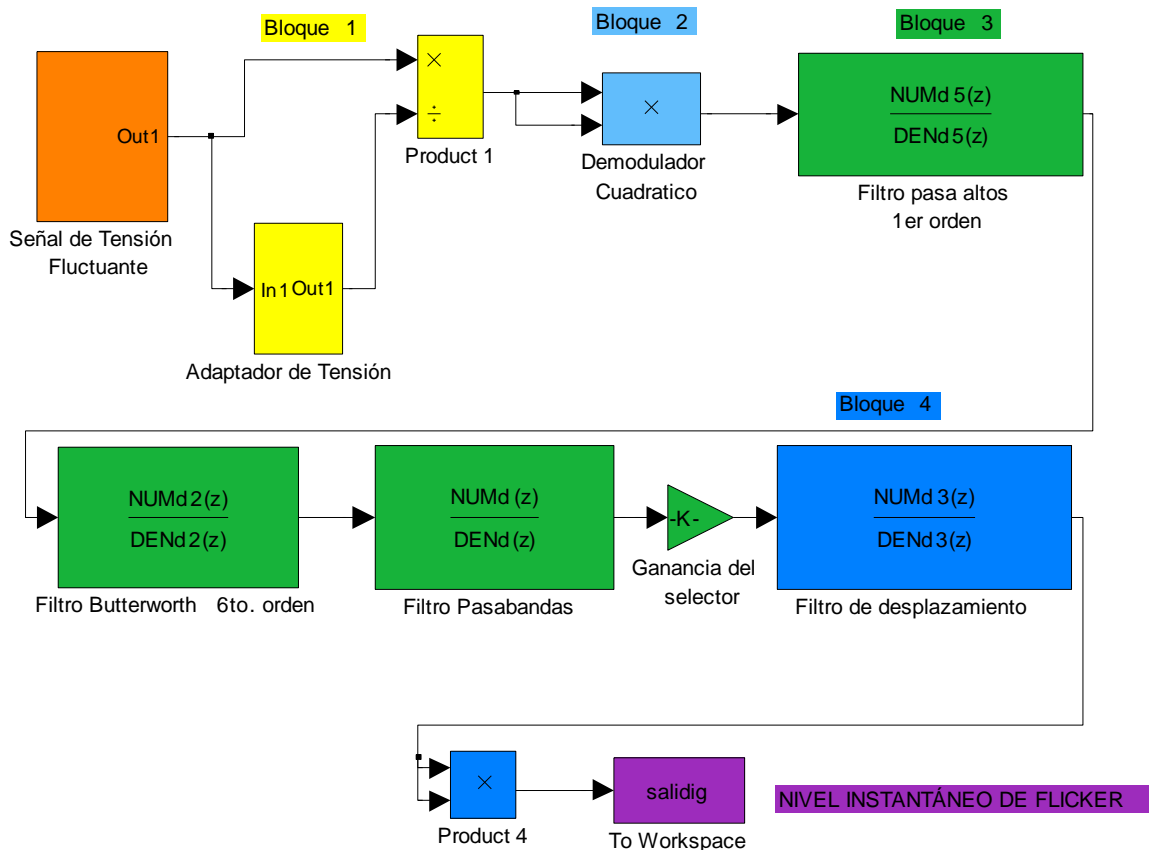 Bloque 1
Bloque 2
Bloque 3
Out1
×
÷
Product 1
×
Demodulador
Cuadratico
NUMd5(z)
DENd5(z)
Filtro pasa altos
1er orden
Señal de Tensión
Fluctuante
In1 Out1
Adaptador de Tensión
Bloque 4
NUMd2(z)
DENd2(z)
Filtro Butterworth 6to. orden
NUMd(z)
DENd(z)
Filtro Pasabandas
-K-
Ganancia del
selector
NUMd3(z)
DENd3(z)
Filtro de desplazamiento
×
Product 4
salidig
To Workspace
NIVEL INSTANTÁNEO DE FLICKER